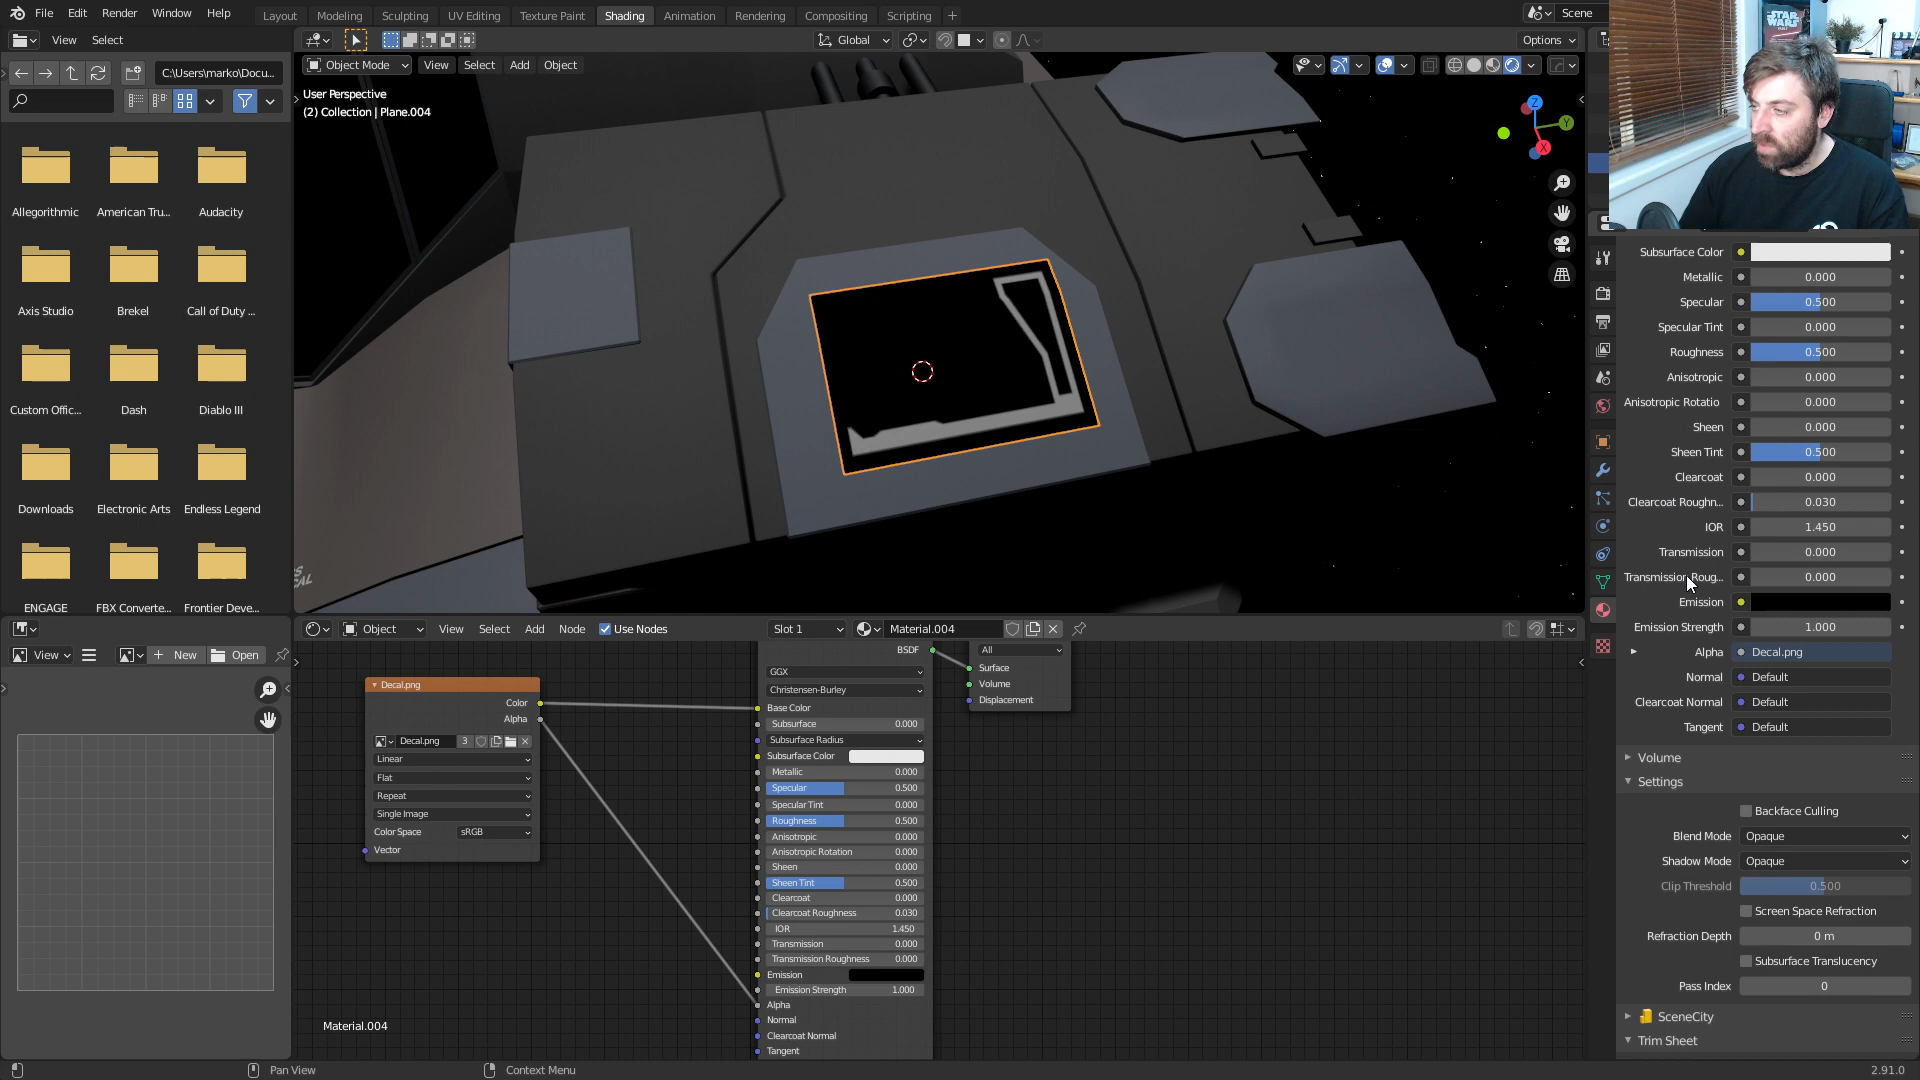 File Edit Render Window Help
Layout Modeling Sculpting UV Editing Texture Paint Shading Animation Rendering Compositing Scripting
Scene
View Select
Global
Options
C:\Users\marko\Docu...
Object Mode View Select Add Object
STAR WARS
User Perspective
(2) Collection | Plane.004
Z
Y
X
Allegorithmic American Tru... Audacity
Axis Studio Brekel Call of Duty ...
Custom Offic... Dash Diablo III
Downloads Electronic Arts Endless Legend
ENGAGE FBX Converte... Frontier Deve...
Subsurface Color
Metallic 0.000
Specular 0.500
Specular Tint 0.000
Roughness 0.500
Anisotropic 0.000
Anisotropic Rotatio 0.000
Sheen 0.000
Sheen Tint 0.500
Clearcoat 0.000
Clearcoat Roughn... 0.030
IOR 1.450
Transmission 0.000
Transmission Roug... 0.000
Emission
Emission Strength 1.000
Alpha Decal.png
Normal Default
Clearcoat Normal Default
Tangent Default
Volume
Settings
Backface Culling
Blend Mode Opaque
Shadow Mode Opaque
Clip Threshold 0.500
Screen Space Refraction
Refraction Depth 0 m
Subsurface Translucency
Pass Index 0
SceneCity
Trim Sheet
View New Open
Object View Select Add Node Use Nodes Slot 1 Material.004
Decal.png
Color
Alpha
Decal.png 3
Linear
Flat
Repeat
Single Image
Color Space sRGB
Vector
BSDF
GGX
Christensen-Burley
Base Color
Subsurface 0.000
Subsurface Radius
Subsurface Color
Metallic 0.000
Specular 0.500
Specular Tint 0.000
Roughness 0.500
Anisotropic 0.000
Anisotropic Rotation 0.000
Sheen 0.000
Sheen Tint 0.500
Clearcoat 0.000
Clearcoat Roughness 0.030
IOR 1.450
Transmission 0.000
Transmission Roughness 0.000
Emission
Emission Strength 1.000
Alpha
Normal
Clearcoat Normal
Tangent
All
Surface
Volume
Displacement
Material.004
Pan View Context Menu 2.91.0